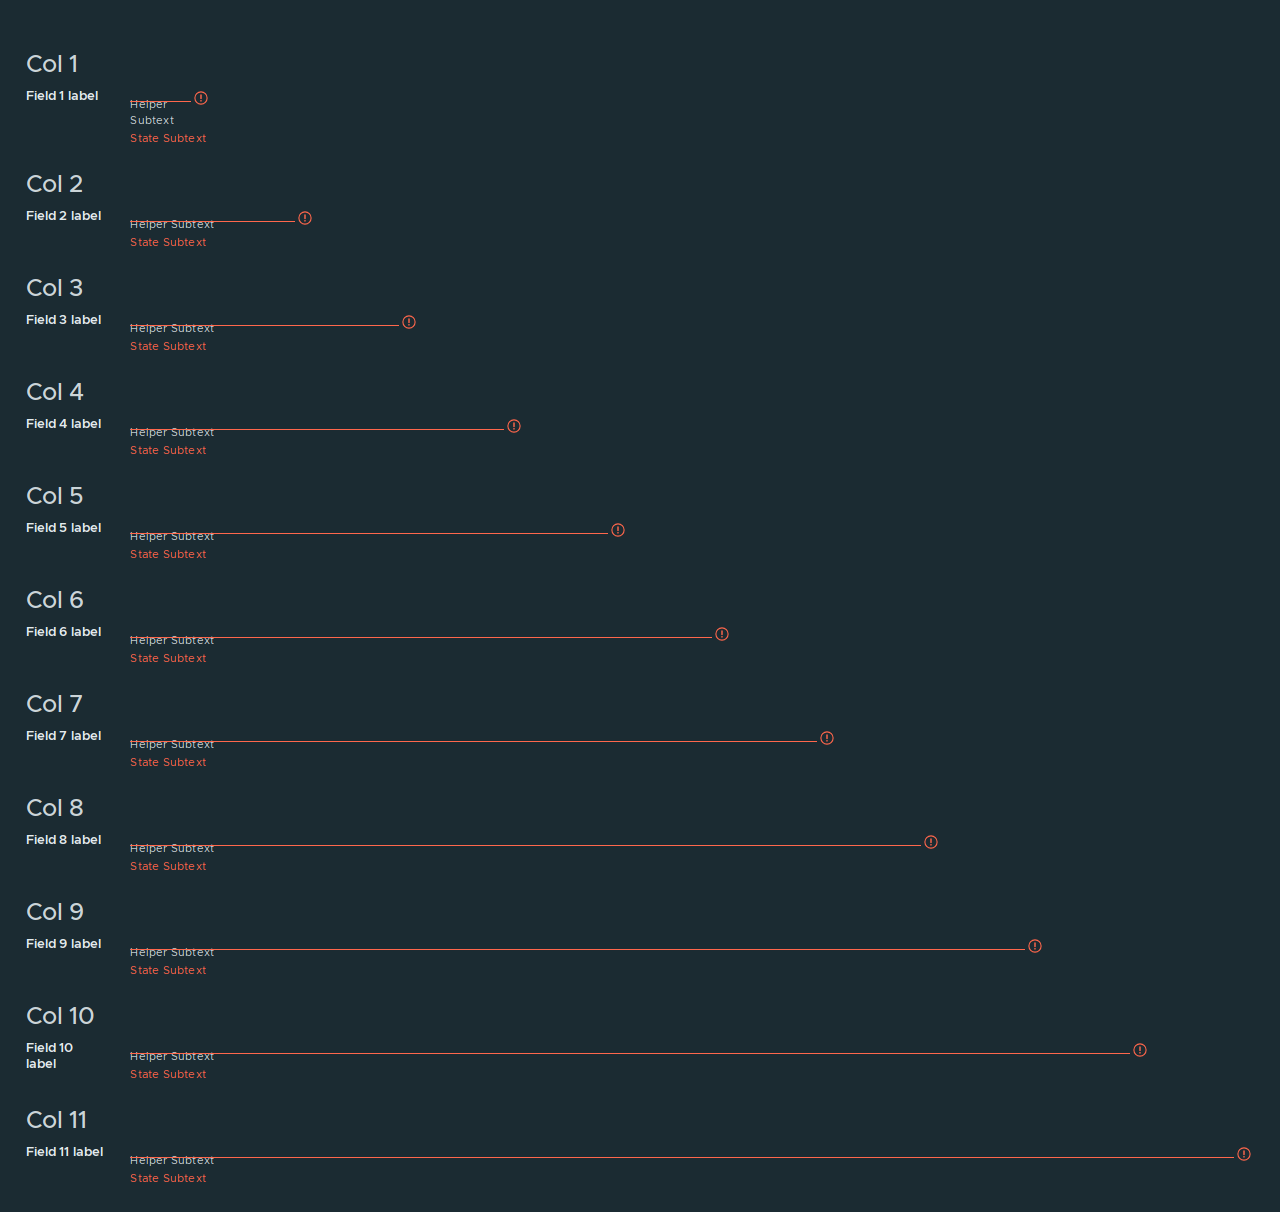 Col 1
Field 1 label
Helper
Subtext
State Subtext
Col 2
Field 2 label
Helper Subtext
State Subtext
Col 3
Field 3 label
Helper Subtext
State Subtext
Col 4
Field 4 label
Helper Subtext
State Subtext
Col 5
Field 5 label
Helper Subtext
State Subtext
Col 6
Field 6 label
Helper Subtext
State Subtext
Col 7
Field 7 label
Helper Subtext
State Subtext
Col 8
Field 8 label
Helper Subtext
State Subtext
Col 9
Field 9 label
Helper Subtext
State Subtext
Col 10
Field 10
label
Helper Subtext
State Subtext
Col 11
Field 11 label
Helper Subtext
State Subtext